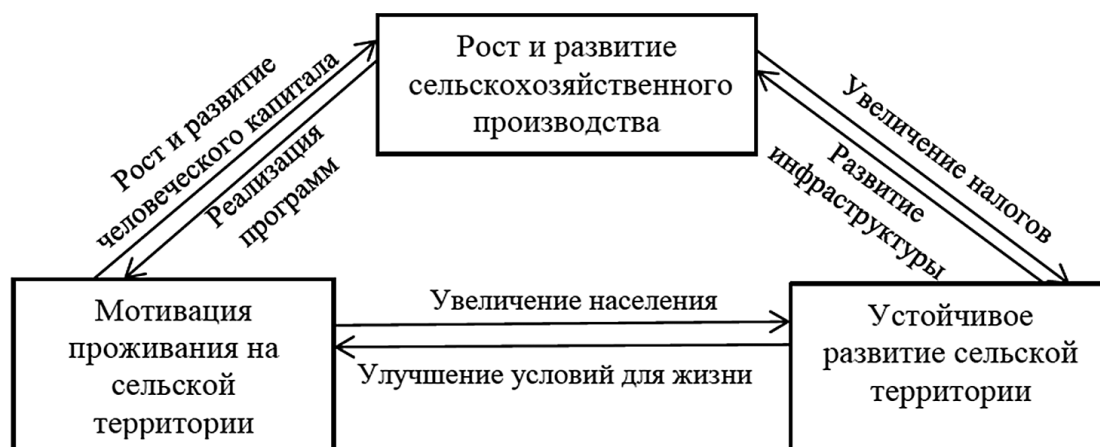 Рост и развитие
сельскохозяйственного
производства
Рост и развитие
человеческого капитала
Реализация
программ
Увеличение налогов
Развитие
инфраструктуры
Мотивация
проживания на
сельской
территории
Увеличение населения
Улучшение условий для жизни
Устойчивое
развитие сельской
территории